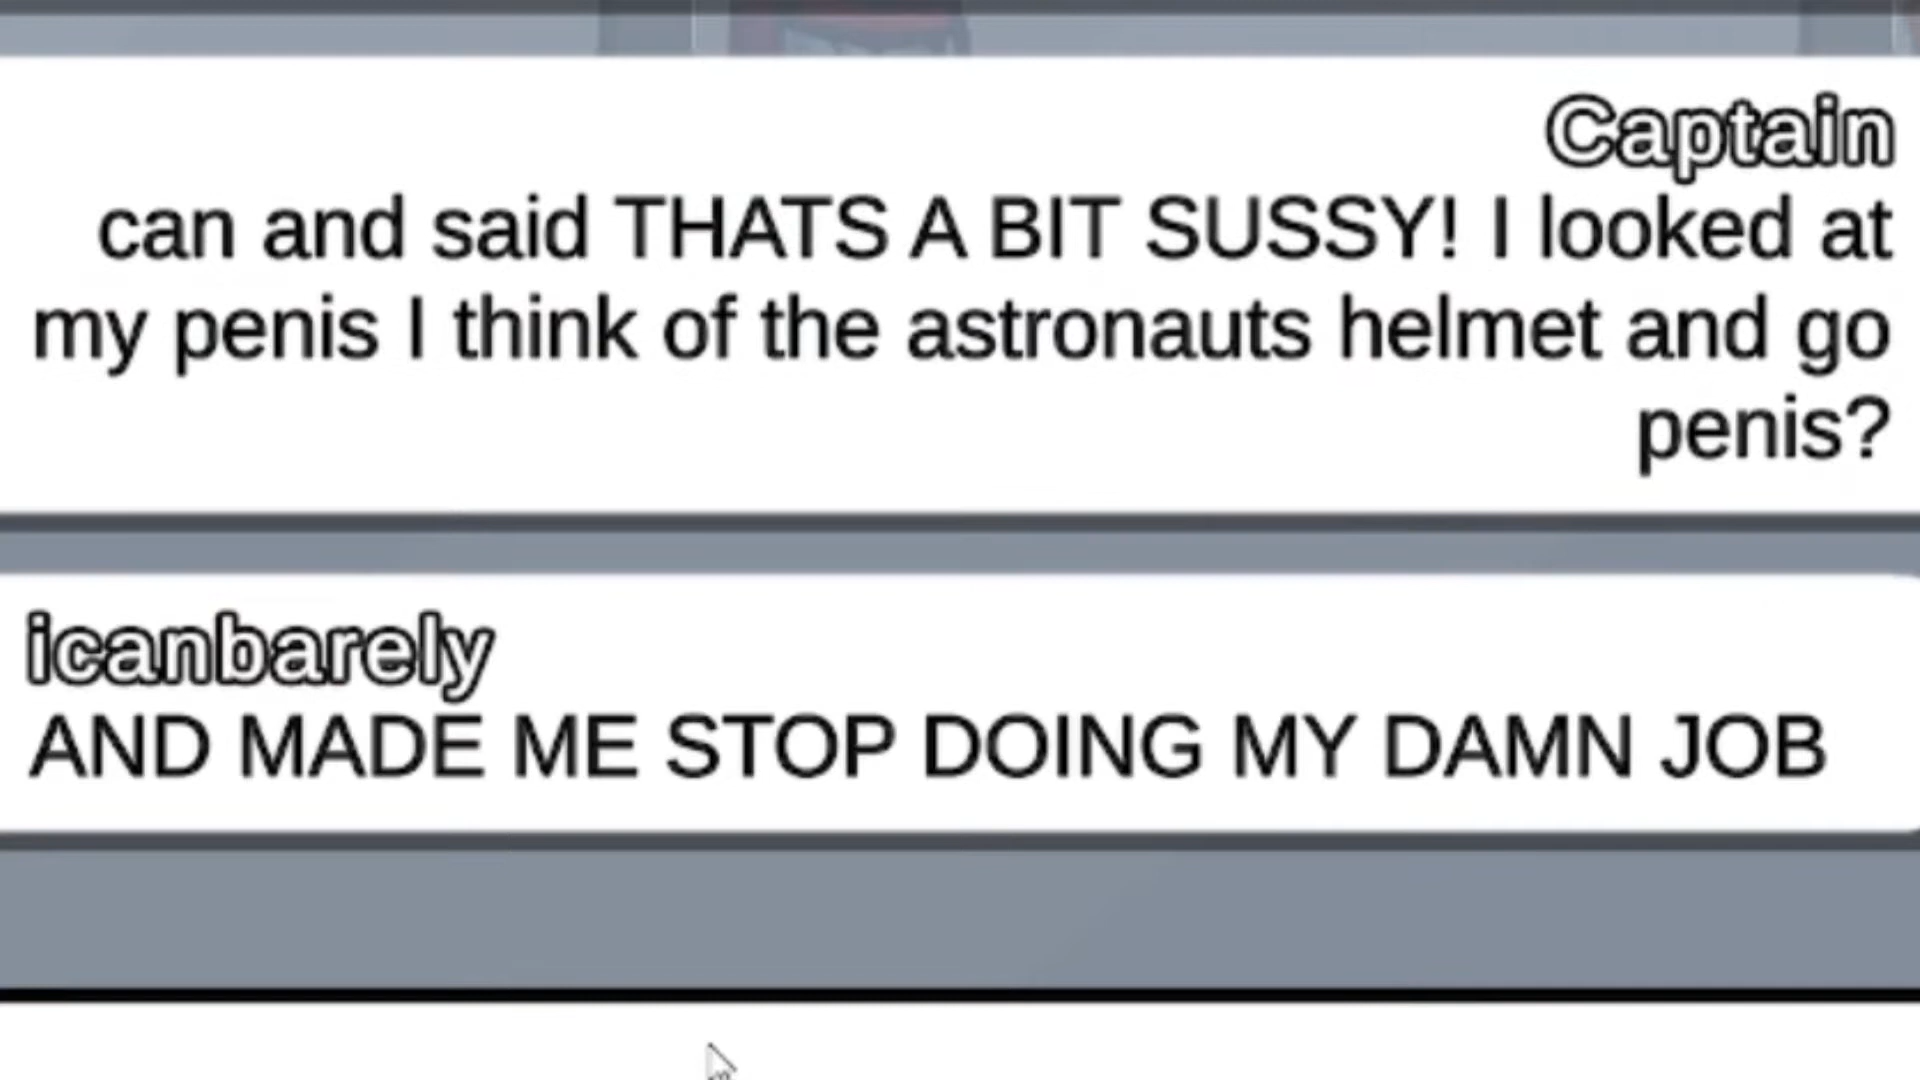 Captain
can and said THATS A BIT SUSSY! I looked at
my penis I think of the astronauts helmet and go
penis?
icanbarely
AND MADE ME STOP DOING MY DAMN JOB